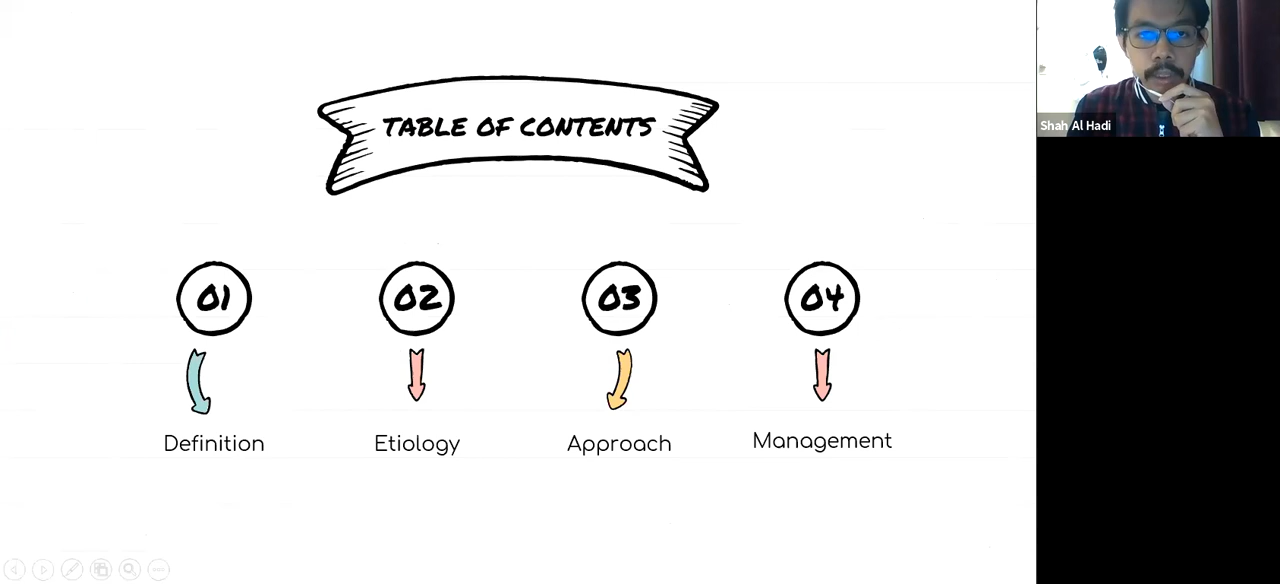 TABLE OF CONTENTS
01
02
03
04
Definition
Etiology
Approach
Management
Shah Al Hadi